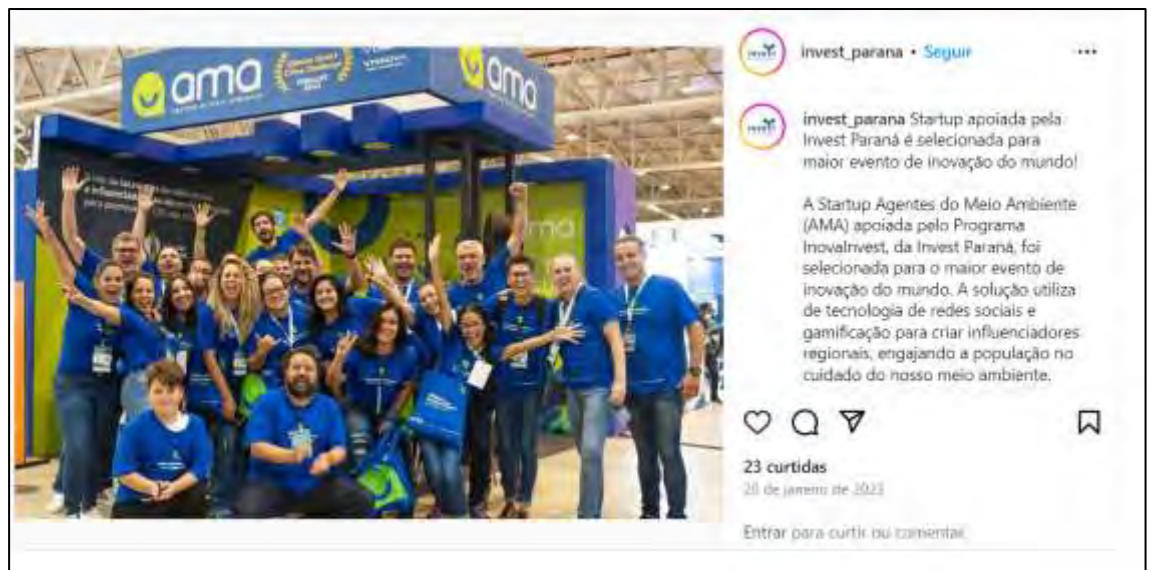 ama
ama
invest_parana • Seguir
invest_parana Startup apoiada pela
Invest Paraná é selecionada para
maior evento de inovação do mundo!
A Startup Agentes do Meio Ambiente
(AMA) apoiada pelo Programa
InovaInvest, da Invest Paraná, foi
selecionada para o maior evento de
inovação do mundo. A solução utiliza
de tecnologia de redes sociais e
gamificação para criar influenciadores
regionais, engajando a população no
cuidado do nosso meio ambiente.
23 curtidas
20 de janeiro de 2023
Entrar para curtir ou comentar.